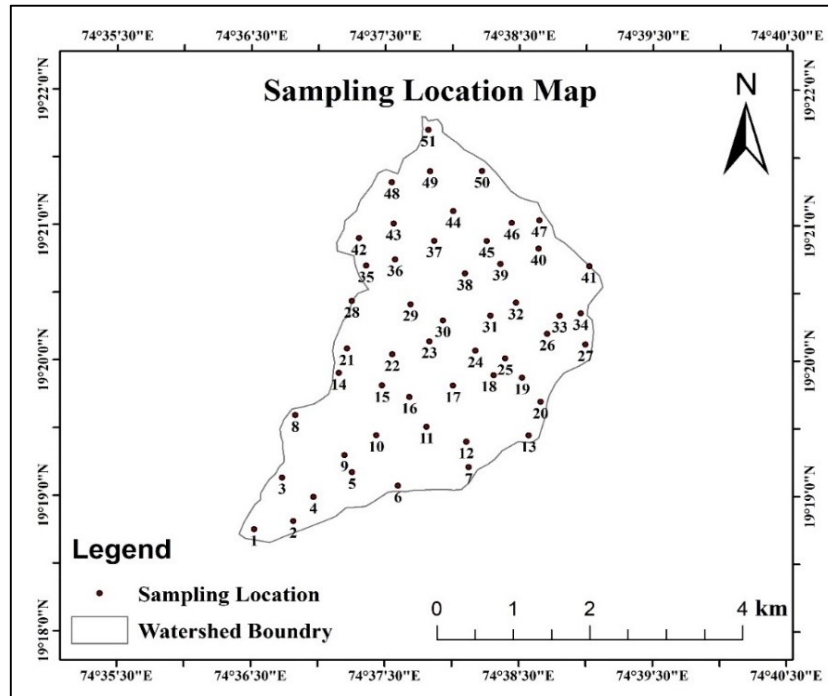 74°35'30"E 74°36'30"E 74°37'30"E 74°38'30"E 74°39'30"E 74°40'30"E
Sampling Location Map
N
19°22'0"N 19°22'0"N
51
49 50
48
44
43 46 47
42 37 45
40
36 39
35 38 41
28 29 32
30 31 33 34
26
23 27
21 22 24
25
14 18 19
15 17
16 20
8
11
10 12 13
9
5 7
3 6
4
2
1
19°21'0"N 19°21'0"N
19°20'0"N 19°20'0"N
19°19'0"N 19°19'0"N
19°18'0"N 19°18'0"N
Legend
Sampling Location
Watershed Boundry
0 1 2 4 km
74°35'30"E 74°36'30"E 74°37'30"E 74°38'30"E 74°39'30"E 74°40'30"E